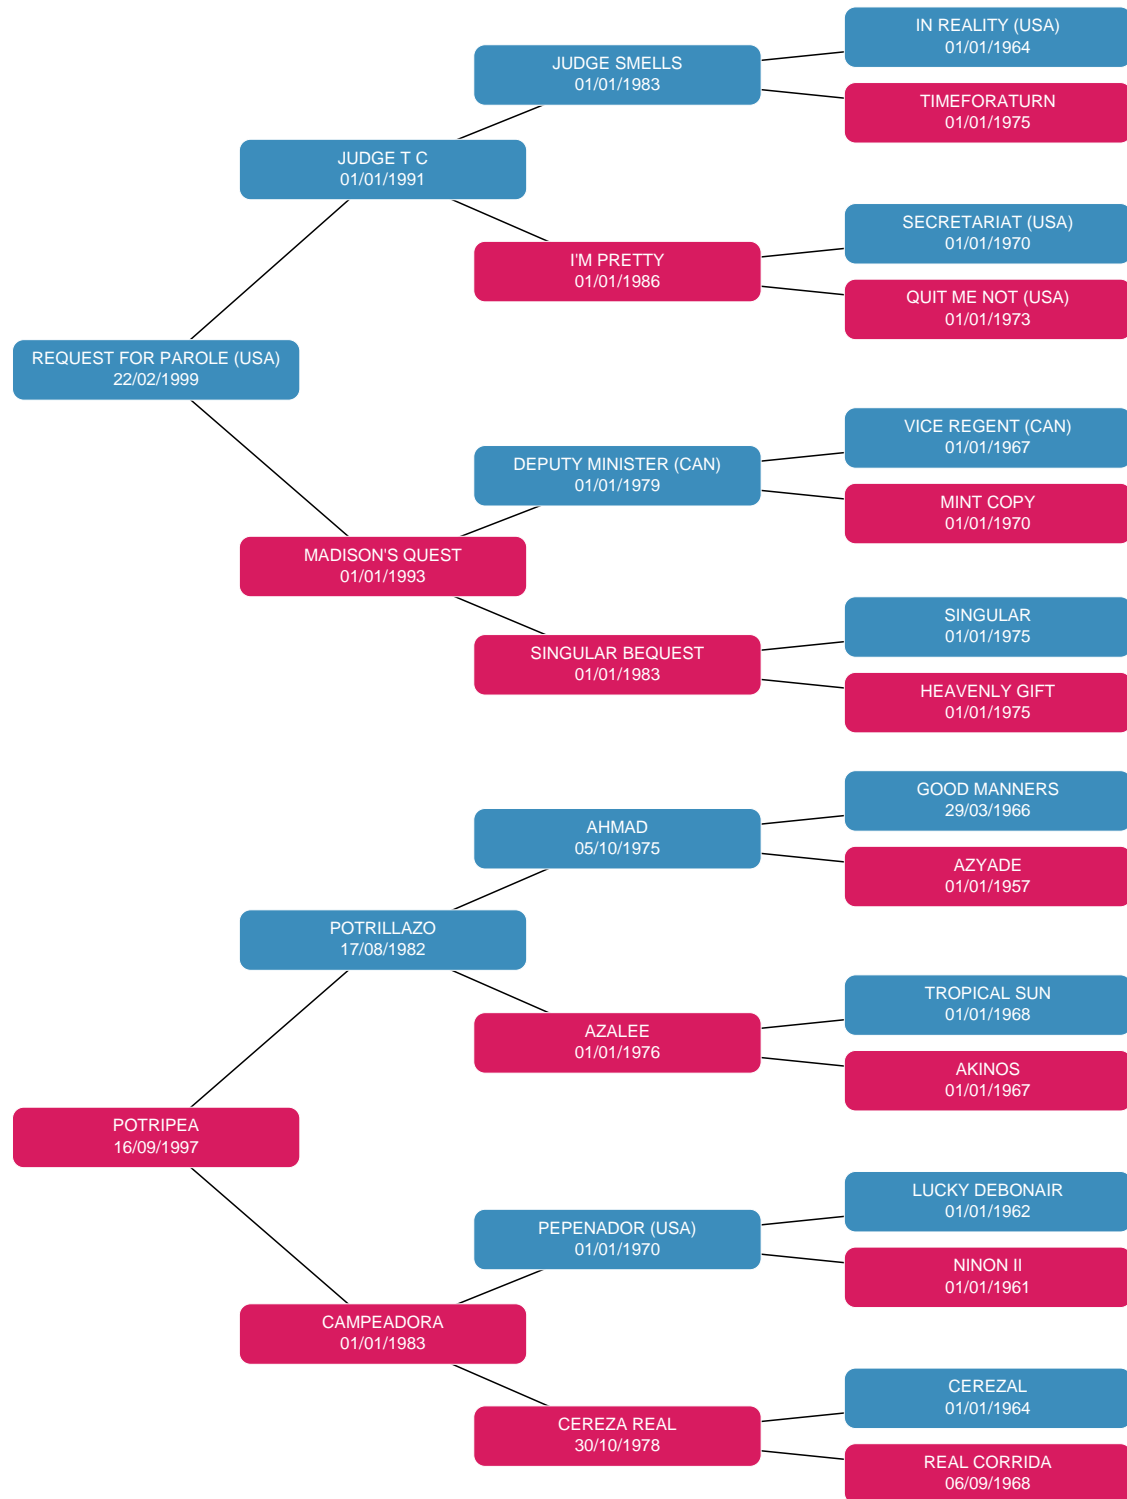 IN REALITY (USA)
01/01/1964
JUDGE SMELLS
01/01/1983
TIMEFORATURN
01/01/1975
JUDGE T C
01/01/1991
SECRETARIAT (USA)
01/01/1970
I'M PRETTY
01/01/1986
QUIT ME NOT (USA)
01/01/1973
REQUEST FOR PAROLE (USA)
22/02/1999
VICE REGENT (CAN)
01/01/1967
DEPUTY MINISTER (CAN)
01/01/1979
MINT COPY
01/01/1970
MADISON'S QUEST
01/01/1993
SINGULAR
01/01/1975
SINGULAR BEQUEST
01/01/1983
HEAVENLY GIFT
01/01/1975
GOOD MANNERS
29/03/1966
AHMAD
05/10/1975
AZYADE
01/01/1957
POTRILLAZO
17/08/1982
TROPICAL SUN
01/01/1968
AZALEE
01/01/1976
AKINOS
01/01/1967
POTRIPEA
16/09/1997
LUCKY DEBONAIR
01/01/1962
PEPENADOR (USA)
01/01/1970
NINON II
01/01/1961
CAMPEADORA
01/01/1983
CEREZAL
01/01/1964
CEREZA REAL
30/10/1978
REAL CORRIDA
06/09/1968